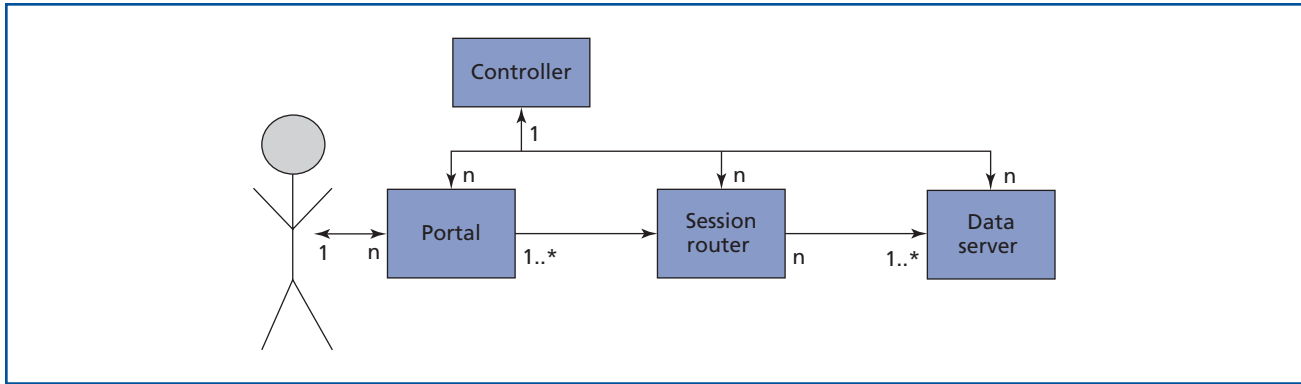 Controller
1
n
n
n
Portal
Session
router
Data
server
1
n
1..*
n
1..*